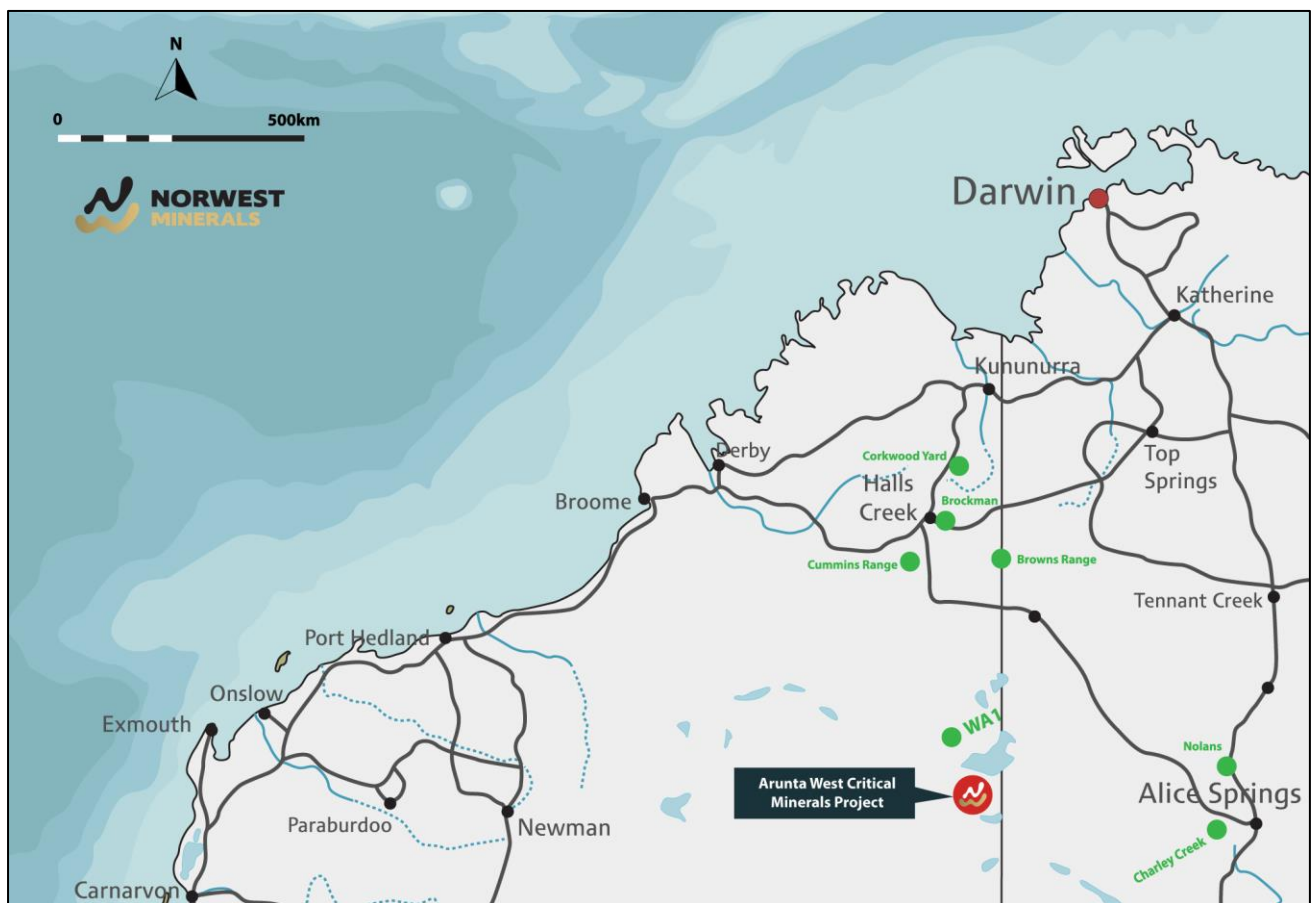 N
0
500km
NORWEST
MINERALS
Darwin
Katherine
Kununurra
Derby
Corkwood Yard
Top
Springs
Halls
Creek
Brockman
Broome
Cummins Range
Browns Range
Tennant Creek
Port Hedland
Onslow
Exmouth
WA1
Nolans
Arunta West Critical
Minerals Project
Alice Springs
Paraburdoo
Newman
Charley Creek
Carnarvon